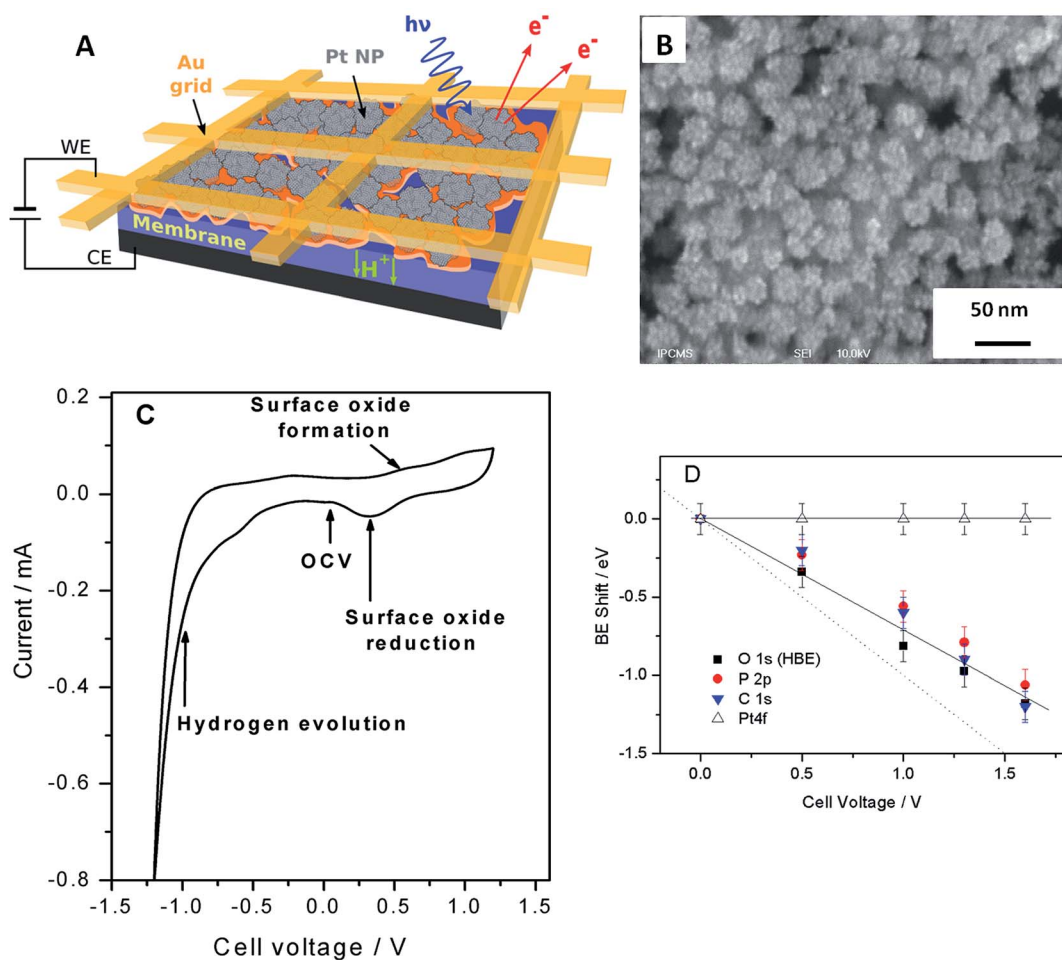 A
Au
grid
Pt NP
hν
e-
e-
WE
CE
Membrane
H+
B
50 nm
IPCMS SEI 10.0kV
C
Surface oxide
formation
OCV
Surface oxide
reduction
Hydrogen evolution
0.2
0.0
-0.2
-0.4
-0.6
-0.8
Current / mA
-1.5 -1.0 -0.5 0.0 0.5 1.0 1.5
Cell voltage / V
D
0.0
-0.5
-1.0
-1.5
BE Shift / eV
O 1s (HBE)
P 2p
C 1s
Pt4f
0.0 0.5 1.0 1.5
Cell Voltage / V